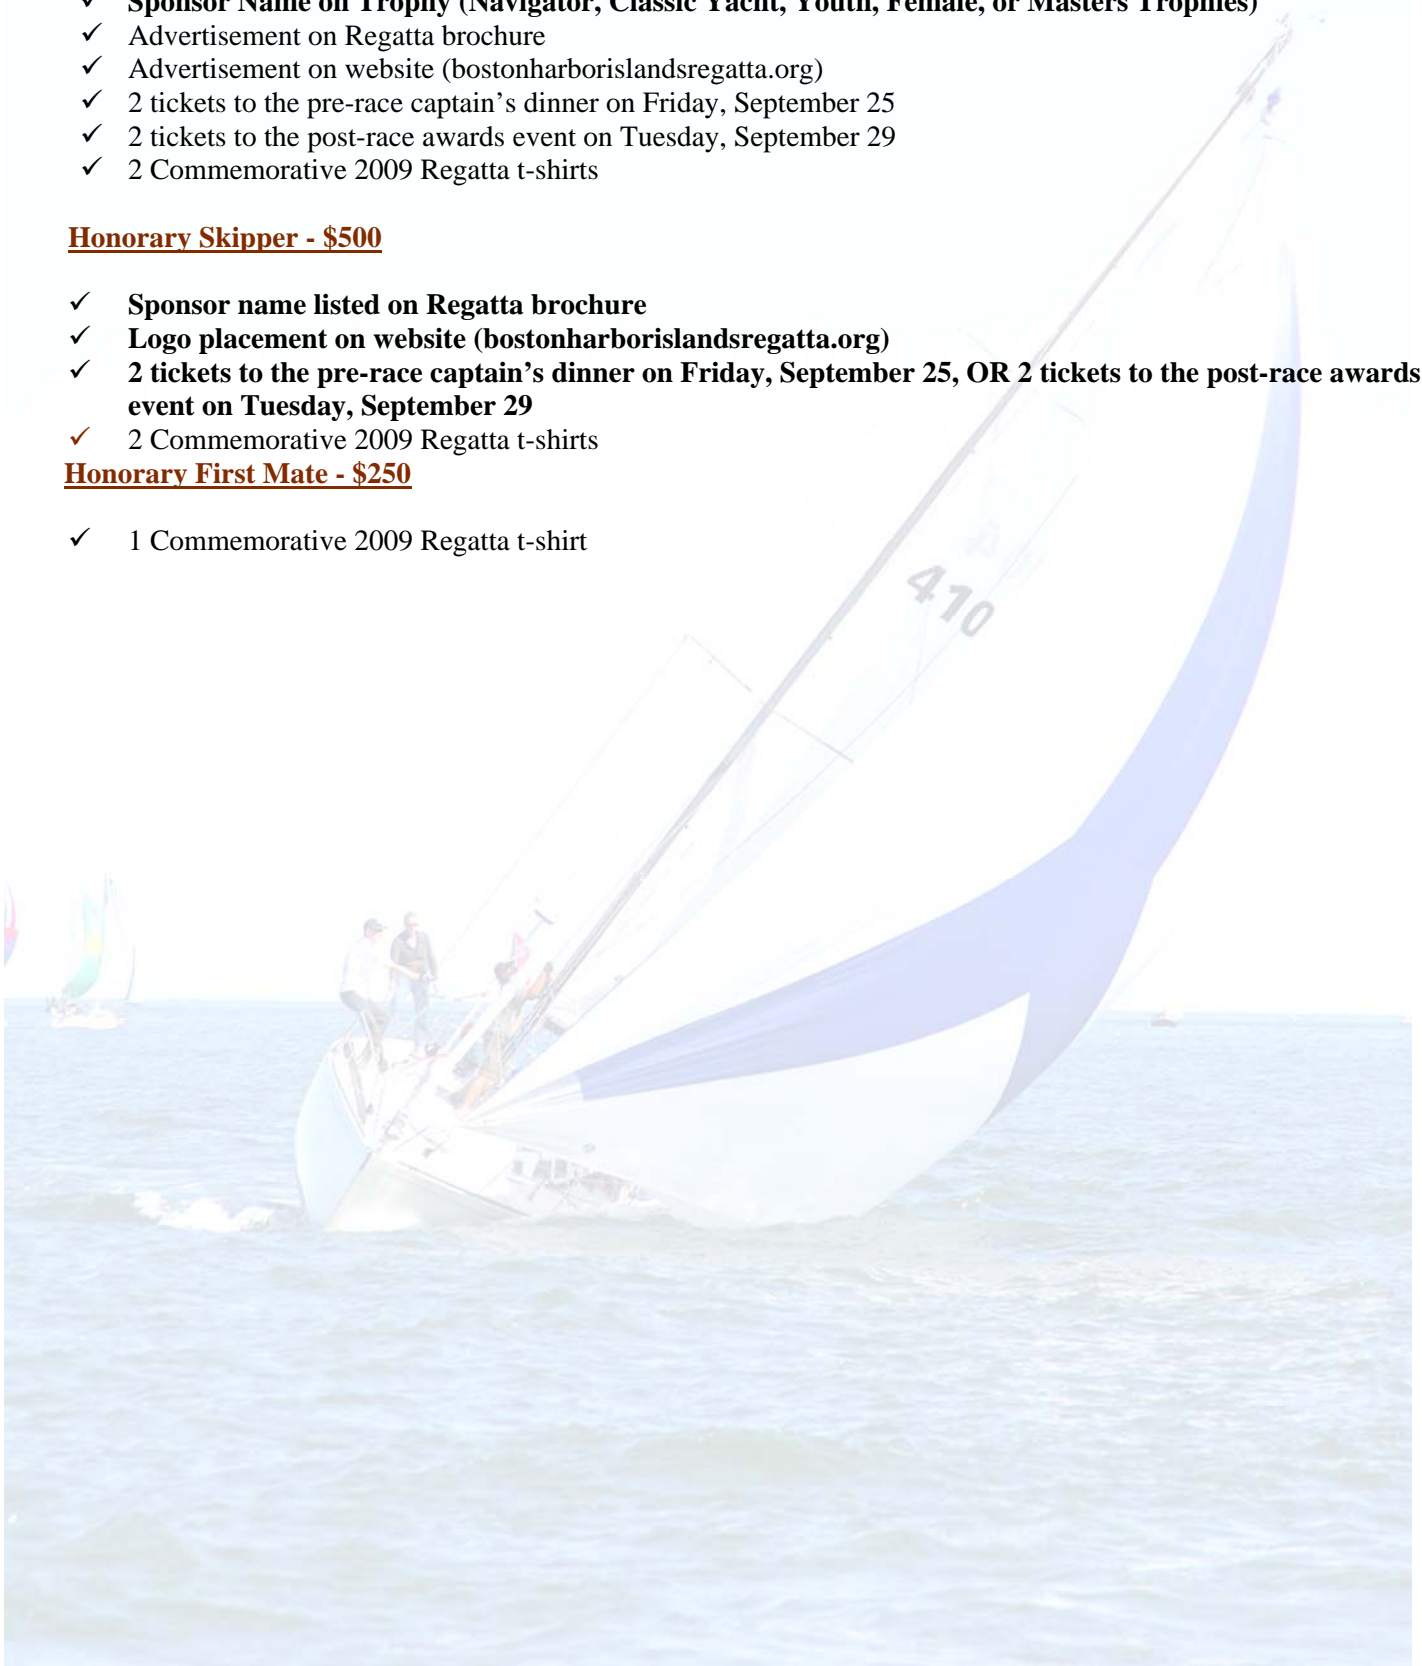 ✓ Sponsor Name on Trophy (Navigator, Classic Yacht, Youth, Female, or Masters Trophies)
✓ Advertisement on Regatta brochure
✓ Advertisement on website (bostonharborislandsregatta.org)
✓ 2 tickets to the pre-race captain’s dinner on Friday, September 25
✓ 2 tickets to the post-race awards event on Tuesday, September 29
✓ 2 Commemorative 2009 Regatta t-shirts
Honorary Skipper - $500
✓ Sponsor name listed on Regatta brochure
✓ Logo placement on website (bostonharborislandsregatta.org)
✓ 2 tickets to the pre-race captain’s dinner on Friday, September 25, OR 2 tickets to the post-race awards
event on Tuesday, September 29
✓ 2 Commemorative 2009 Regatta t-shirts
Honorary First Mate - $250
✓ 1 Commemorative 2009 Regatta t-shirt
410